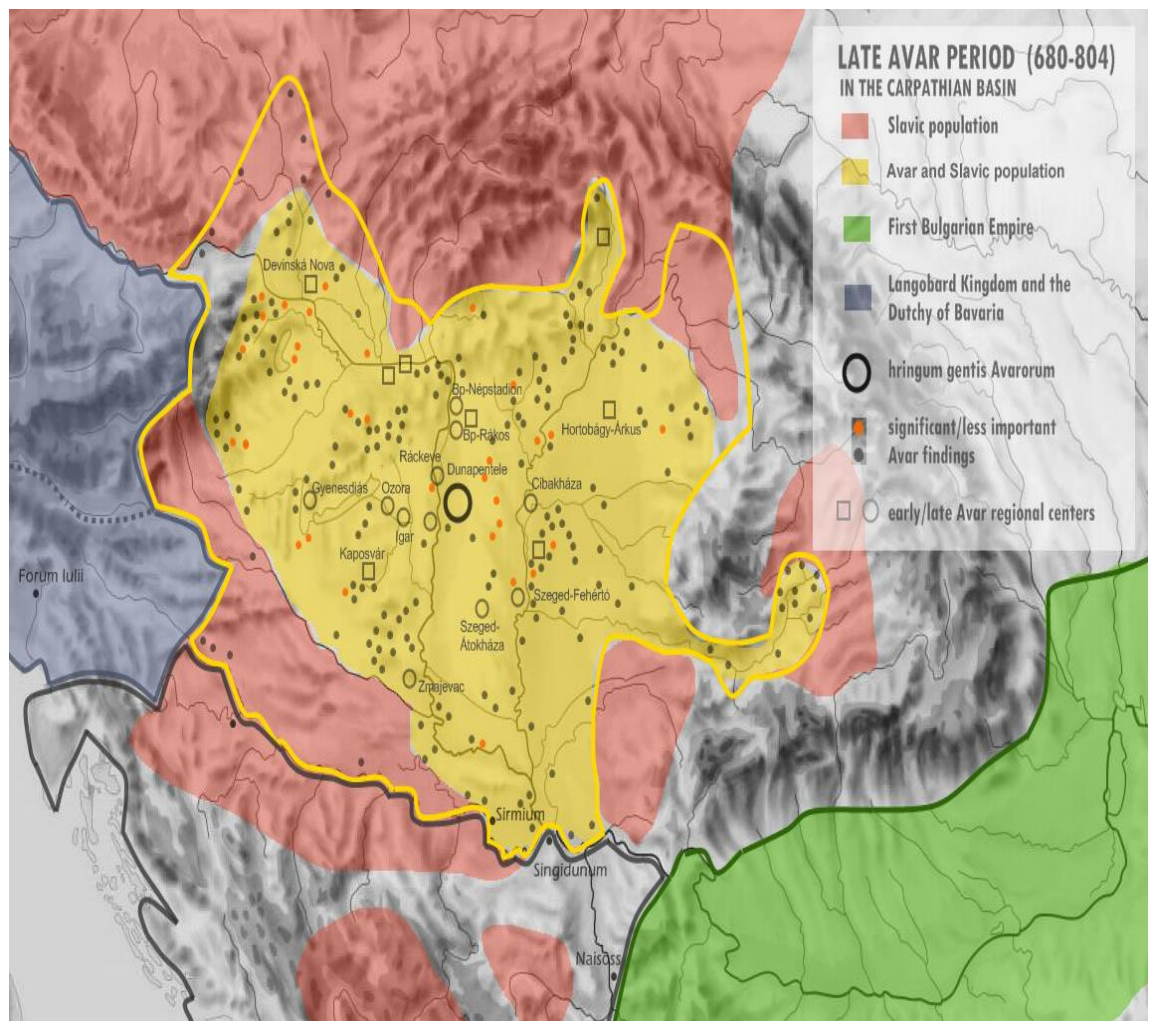 LATE AVAR PERIOD (680-804)
IN THE CARPATHIAN BASIN
Slavic population
Avar and Slavic population
First Bulgarian Empire
Langobard Kingdom and the
Dutchy of Bavaria
hringum gentis Avarorum
significant/less important
Avar findings
early/late Avar regional centers
Devinská Nova
Bp-Népstadion
Bp-Rákos
Hortobágy-Árkus
Ráckeve
Dunapentele
Gyenesdiás
Ozora
Cibakháza
Igar
Kaposvár
Forum Iulii
Szeged-Fehértó
Szeged-
Átokháza
Zmajevac
Sirmium
Singidunum
Naisoss